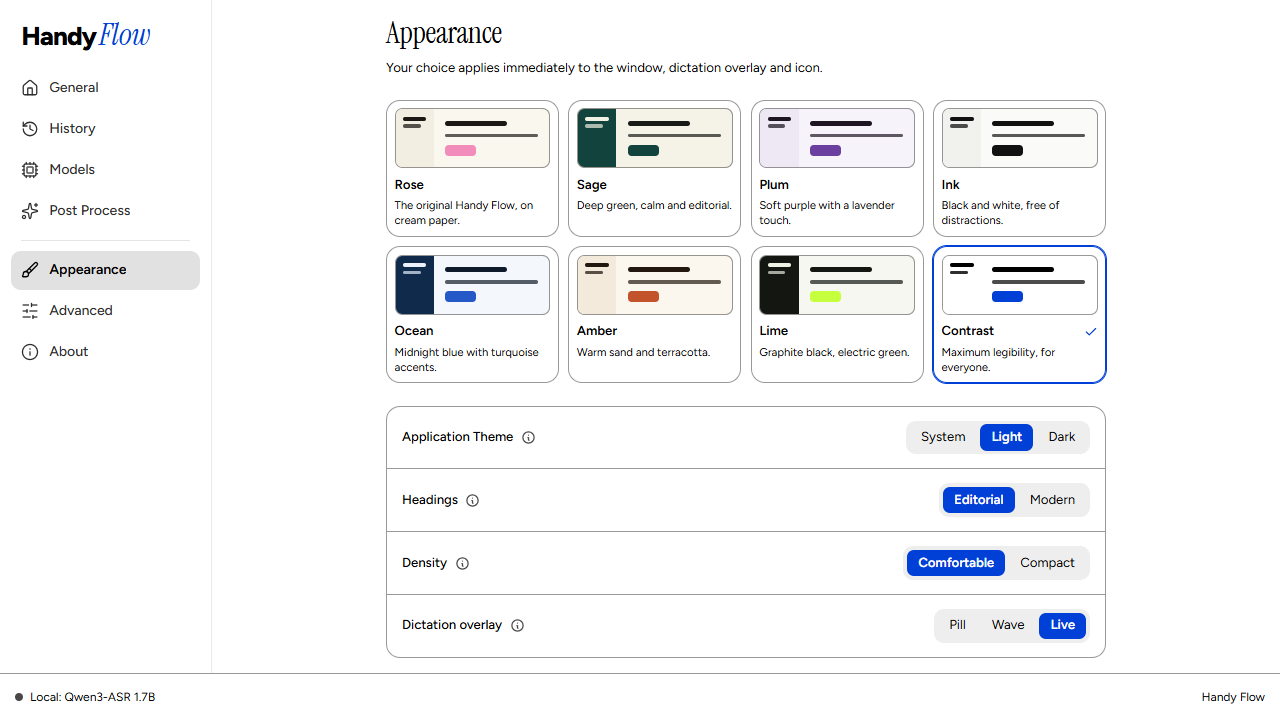 Handy Flow
General
History
Models
Post Process
Appearance
Advanced
About
Appearance
Your choice applies immediately to the window, dictation overlay and icon.
Rose
The original Handy Flow, on
cream paper.
Sage
Deep green, calm and editorial.
Plum
Soft purple with a lavender
touch.
Ink
Black and white, free of
distractions.
Ocean
Midnight blue with turquoise
accents.
Amber
Warm sand and terracotta.
Lime
Graphite black, electric green.
Contrast
Maximum legibility, for
everyone.
Application Theme
System Light Dark
Headings
Editorial Modern
Density
Comfortable Compact
Dictation overlay
Pill Wave Live
Local: Qwen3-ASR 1.7B
Handy Flow